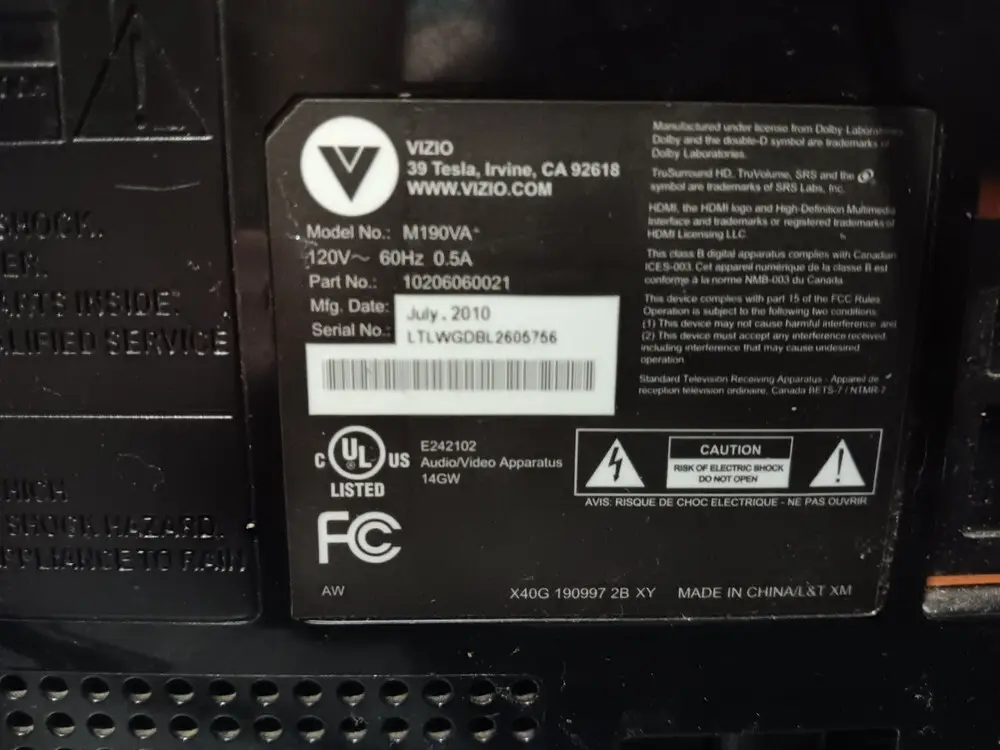 SHOCK.
ER.
ARTS INSIDE.
ALIFIED SERVICE
HICH
SHOCK HAZARD,
PPLIANCE TO RAIN
VIZIO
39 Tesla, Irvine, CA 92618
WWW.VIZIO.COM
Model No.: M190VA
120V~ 60Hz 0.5A
Part No.: 10206060021
Mfg. Date: July. 2010
Serial No.: LTLWGDBL2605756
C UL US
LISTED
E242102
Audio/Video Apparatus
14GW
FC
AW
Manufactured under license from Dolby Laboratories
Dolby and the double-D symbol are trademarks of
Dolby Laboratories.
TruSurround HD, TruVolume, SRS and the
symbol are trademarks of SRS Labs, Inc.
HDMI, the HDMI logo and High-Definition Multimedia
Interface and trademarks or registered trademarks of
HDMI Licensing LLC.
This class B digital apparatus complies with Canadian
ICES-003. Cet appareil numérique de la classe B est
conforme à la norme NMB-003 du Canada.
This device complies with part 15 of the FCC Rules
Operation is subject to the following two conditions:
(1) This device may not cause harmful interference, and
(2) This device must accept any interference received,
including interference that may cause undesired
operation.
Standard Television Receiving Apparatus - Appareil de
réception télévision ordinaire, Canada BETS-7 / NTMR-7
CAUTION
RISK OF ELECTRIC SHOCK
DO NOT OPEN
AVIS: RISQUE DE CHOC ELECTRIQUE - NE PAS OUVRIR
X40G 190997 2B XY MADE IN CHINA/L&T XM